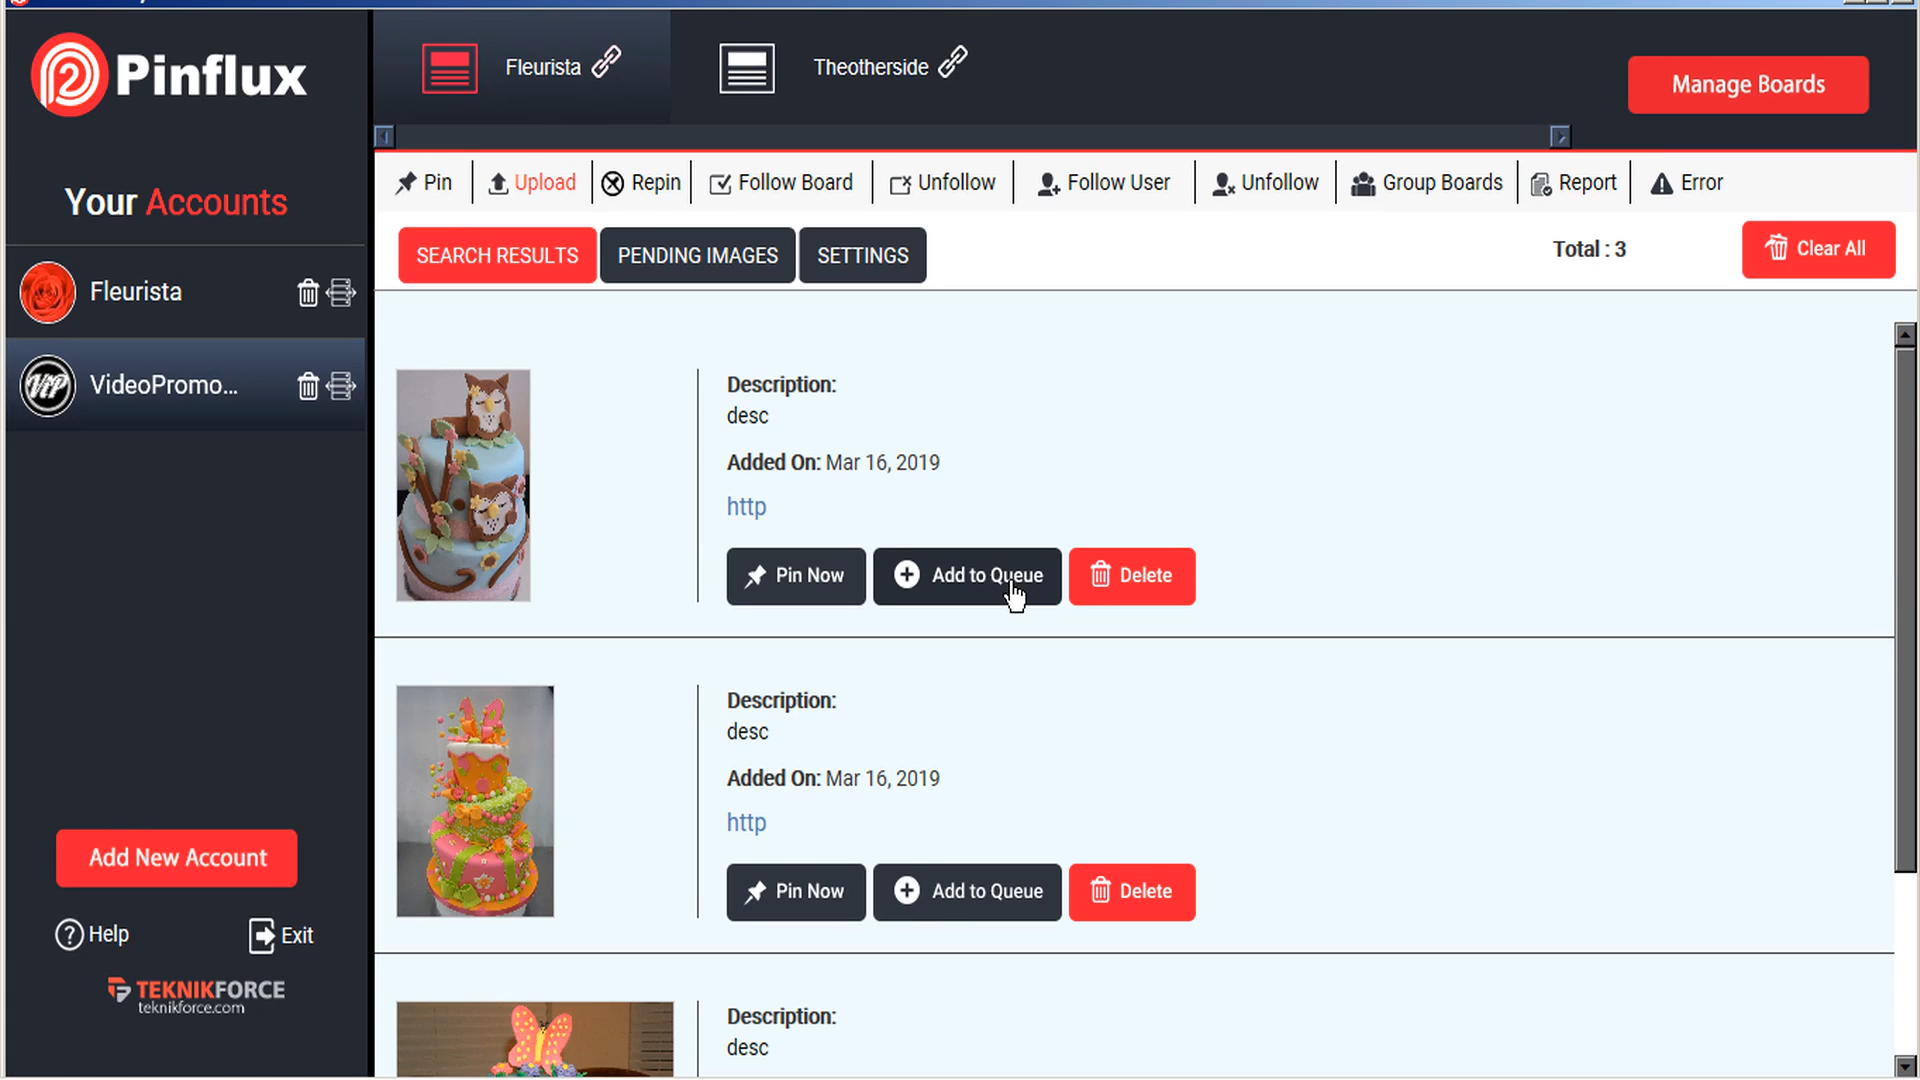 Pinflux
Fleurista
Theotherside
Manage Boards
Your Accounts
Pin
Upload
Repin
Follow Board
Unfollow
Follow User
Unfollow
Group Boards
Report
Error
SEARCH RESULTS
PENDING IMAGES
SETTINGS
Total : 3
Clear All
Fleurista
VIP
VideoPromo...
Description:
desc
Added On: Mar 16, 2019
http
Pin Now
Add to Queue
Delete
Description:
desc
Added On: Mar 16, 2019
http
Pin Now
Add to Queue
Delete
Add New Account
Help
Exit
TEKNIKFORCE
teknikforce.com
Description:
desc